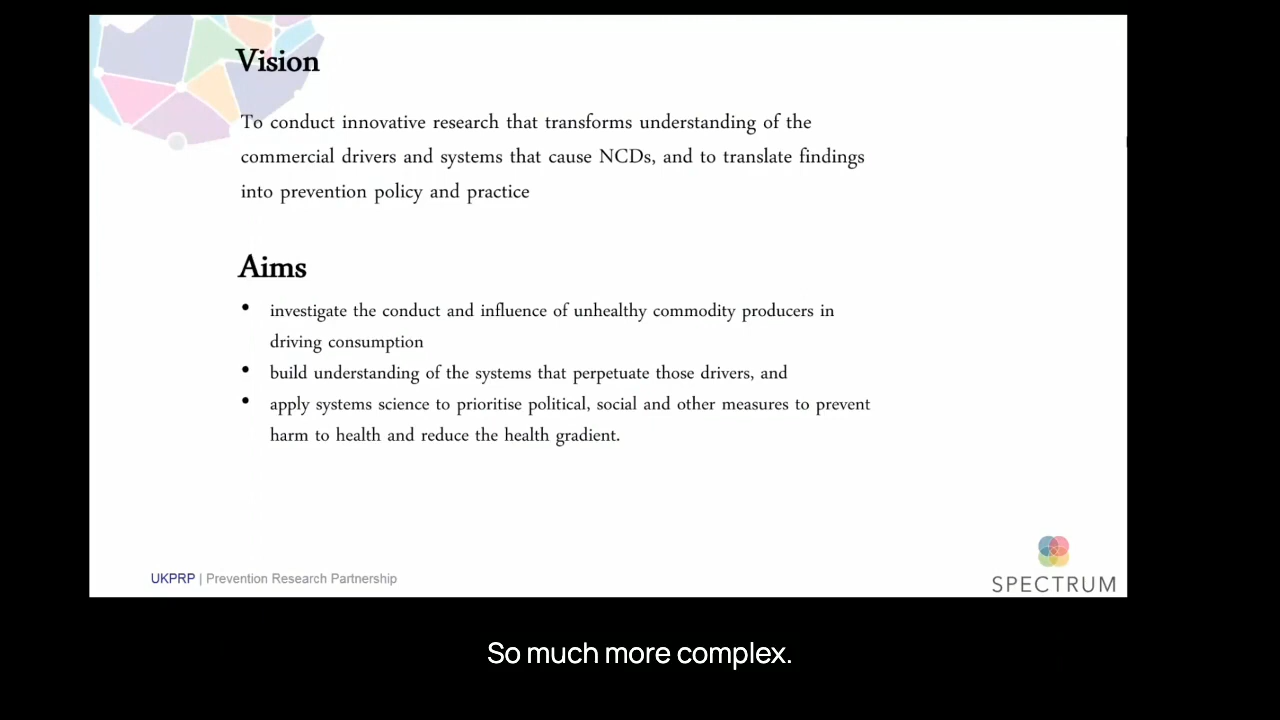 Vision
To conduct innovative research that transforms understanding of the
commercial drivers and systems that cause NCDs, and to translate findings
into prevention policy and practice
Aims
• investigate the conduct and influence of unhealthy commodity producers in
driving consumption
• build understanding of the systems that perpetuate those drivers, and
• apply systems science to prioritise political, social and other measures to prevent
harm to health and reduce the health gradient.
UKPRP | Prevention Research Partnership
SPECTRUM
So much more complex.